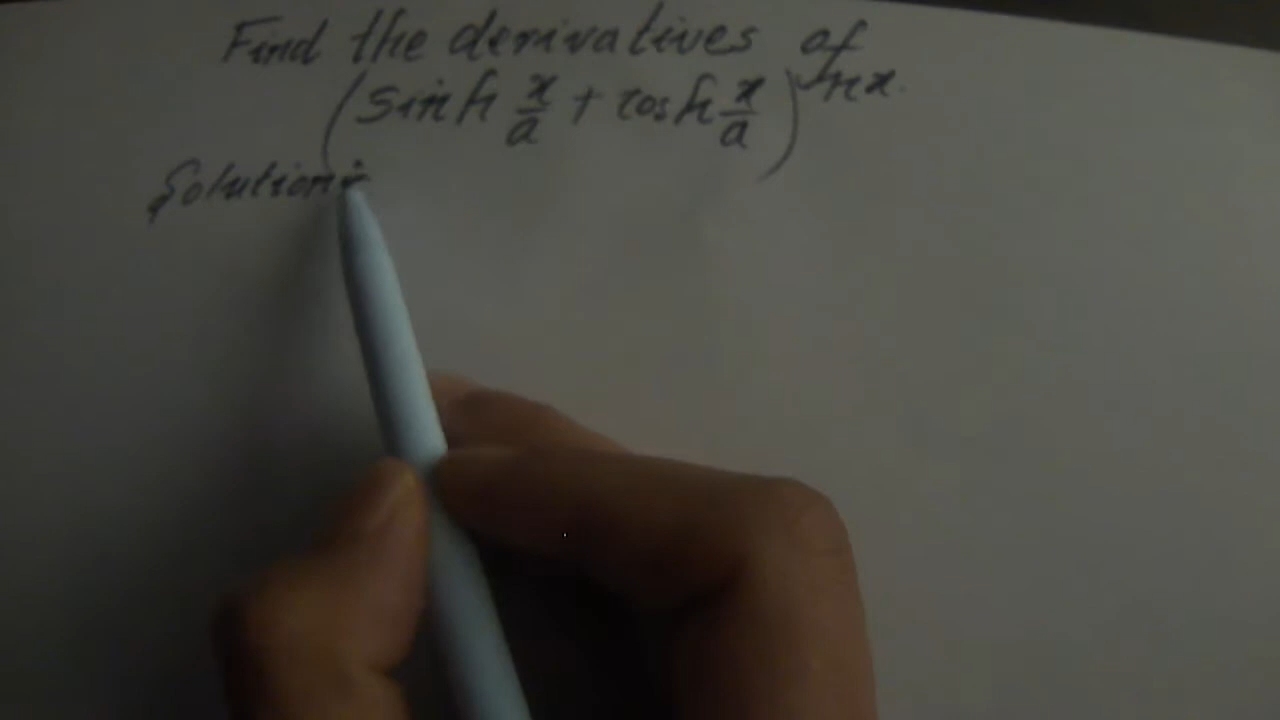 Find the derivatives of
(sinh x/a + cosh x/a)^nx.
Solution: